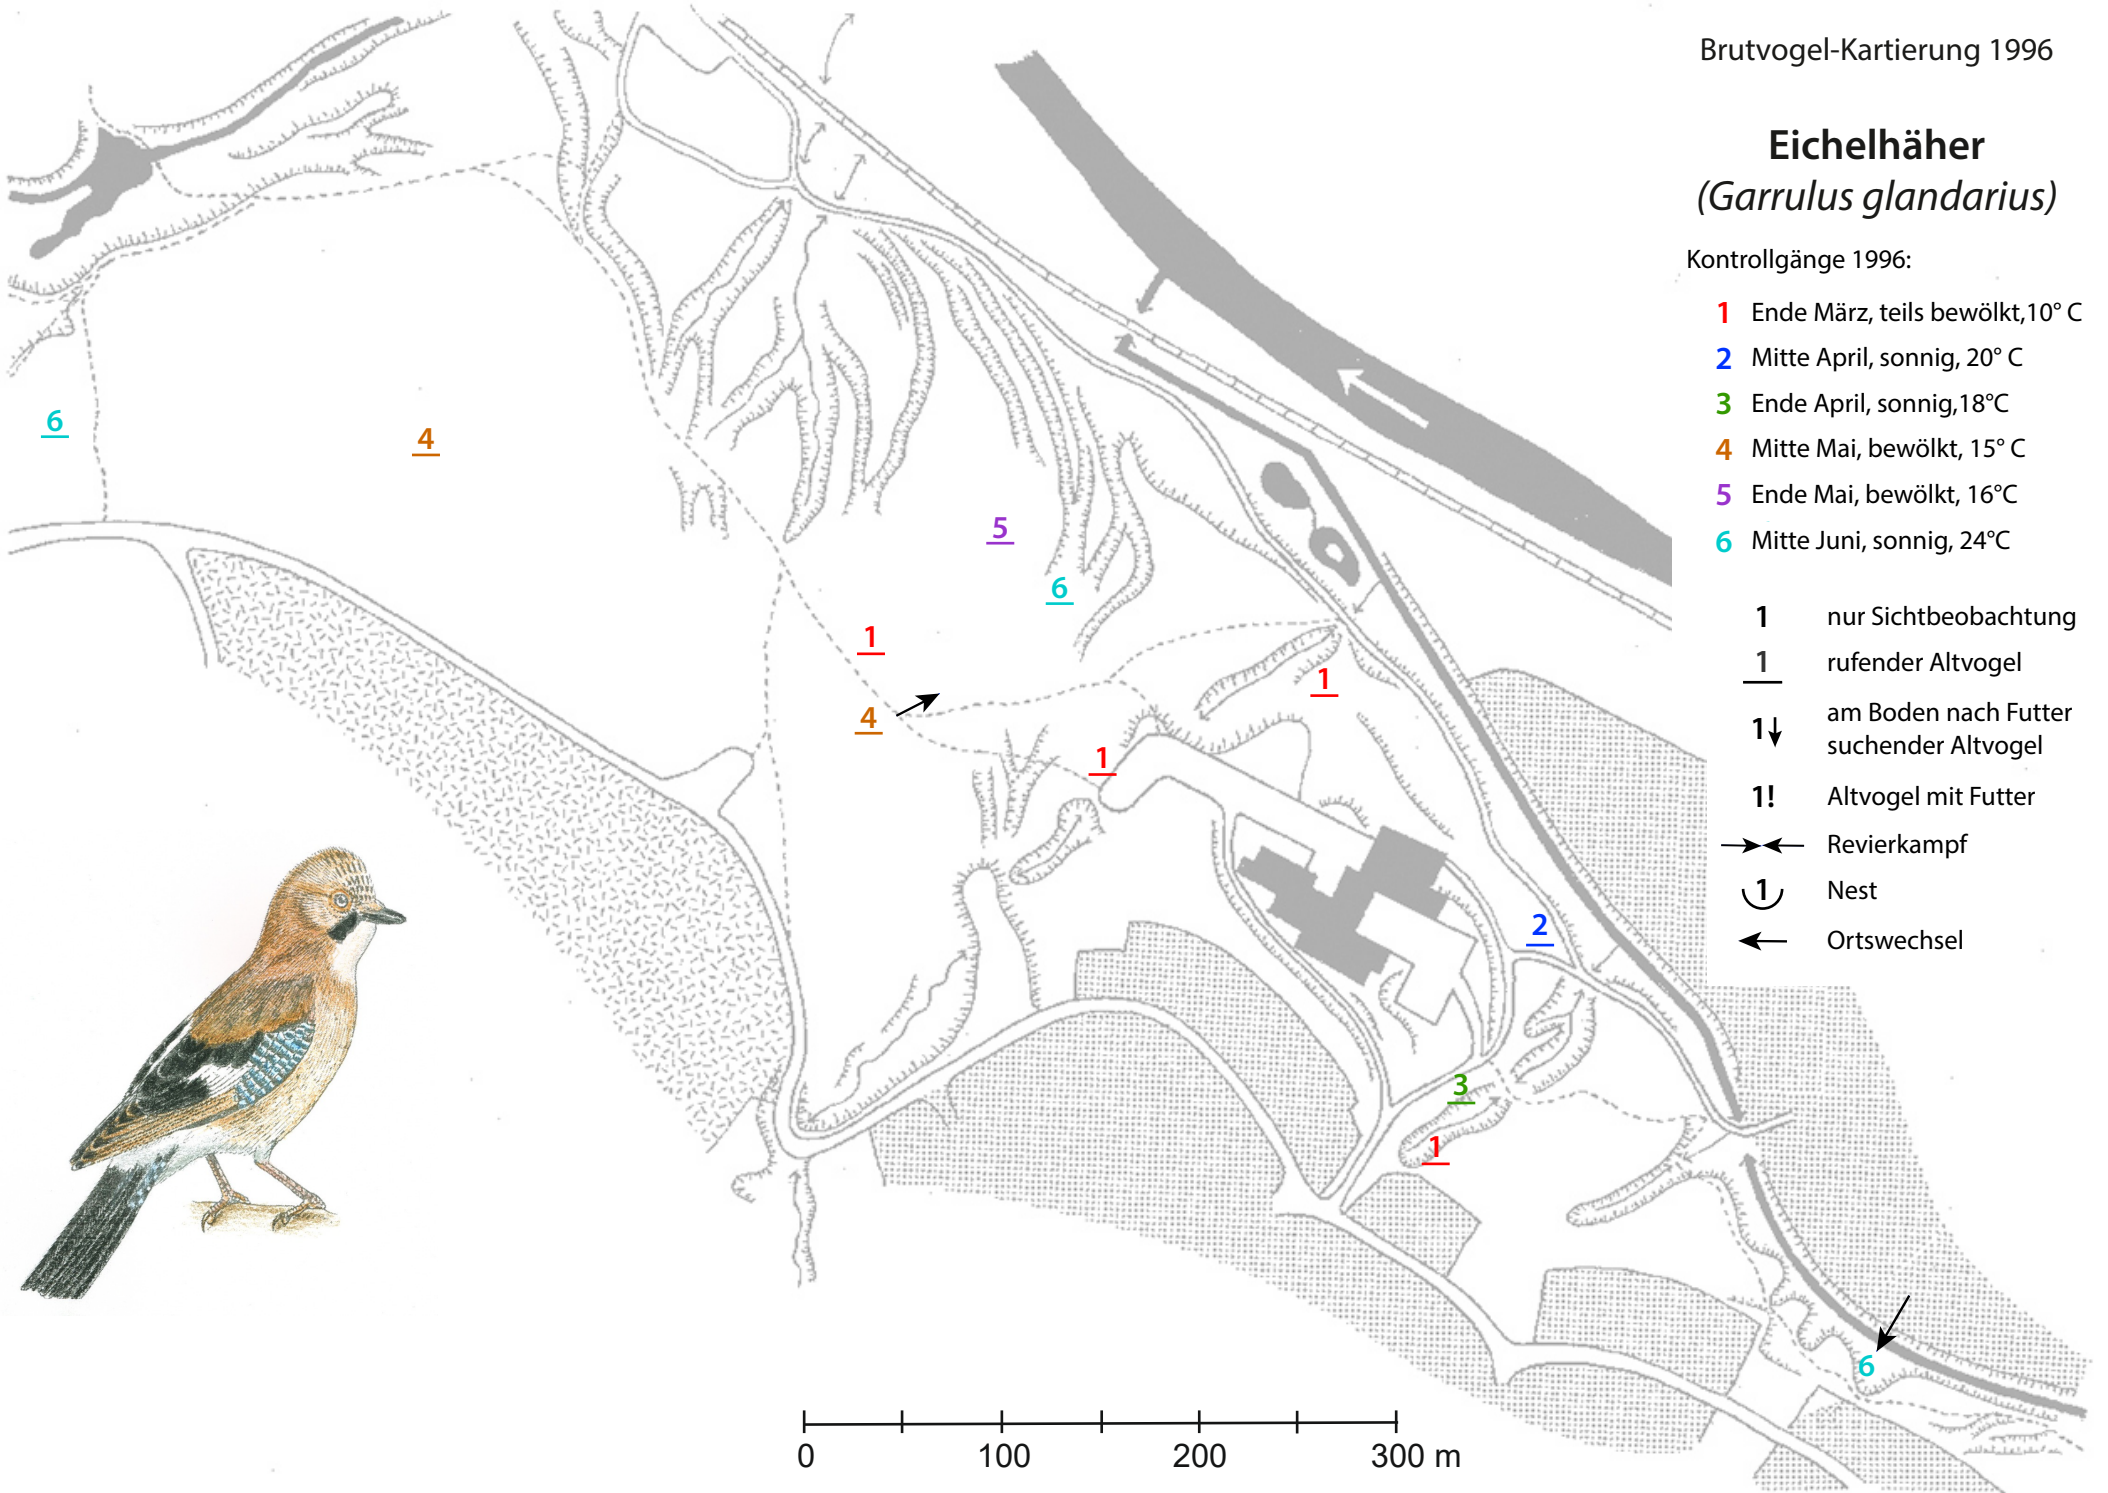 Brutvogel-Kartierung 1996
Eichelhäher
(Garrulus glandarius)
Kontrollgänge 1996:
1 Ende März, teils bewölkt,10° C
2 Mitte April, sonnig, 20° C
3 Ende April, sonnig,18°C
4 Mitte Mai, bewölkt, 15° C
5 Ende Mai, bewölkt, 16°C
6 Mitte Juni, sonnig, 24°C
1 nur Sichtbeobachtung
1 rufender Altvogel
1 am Boden nach Futter
suchender Altvogel
1! Altvogel mit Futter
Revierkampf
1 Nest
Ortswechsel
6
4
5
6
1
1
4
1
2
3
1
6
0 100 200 300 m